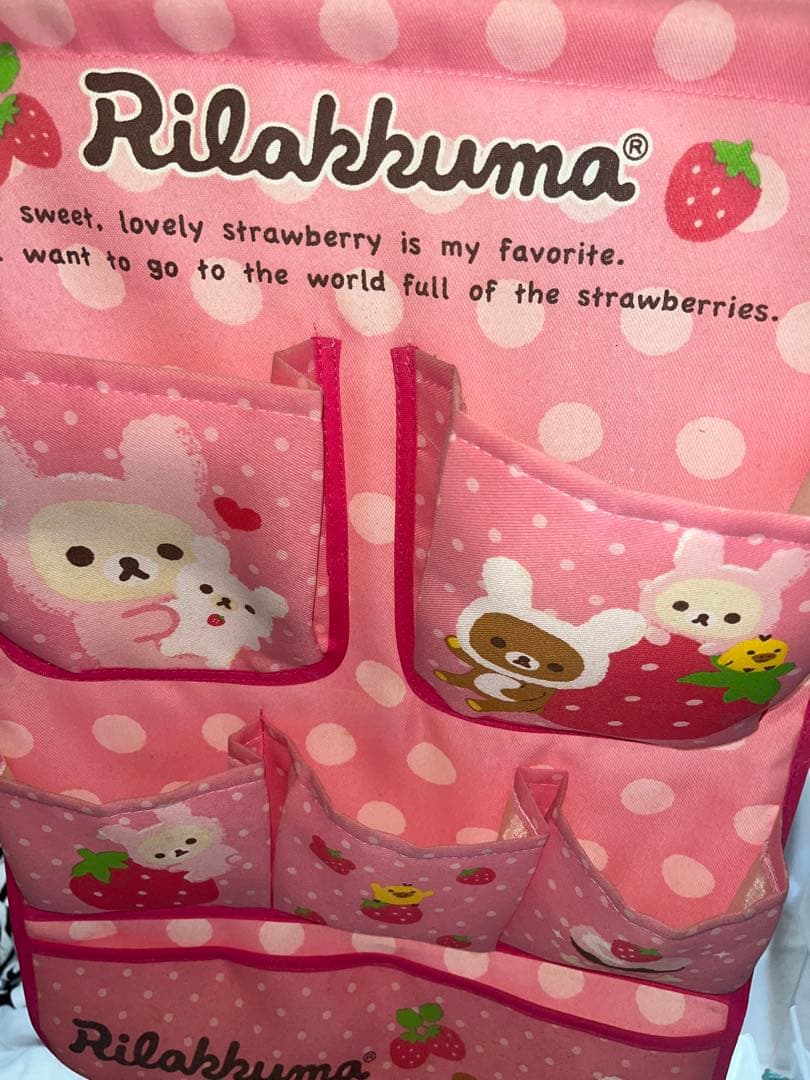 Rilakkuma®
sweet, lovely strawberry is my favorite.
want to go to the world full of the strawberries.
Rilakkuma®